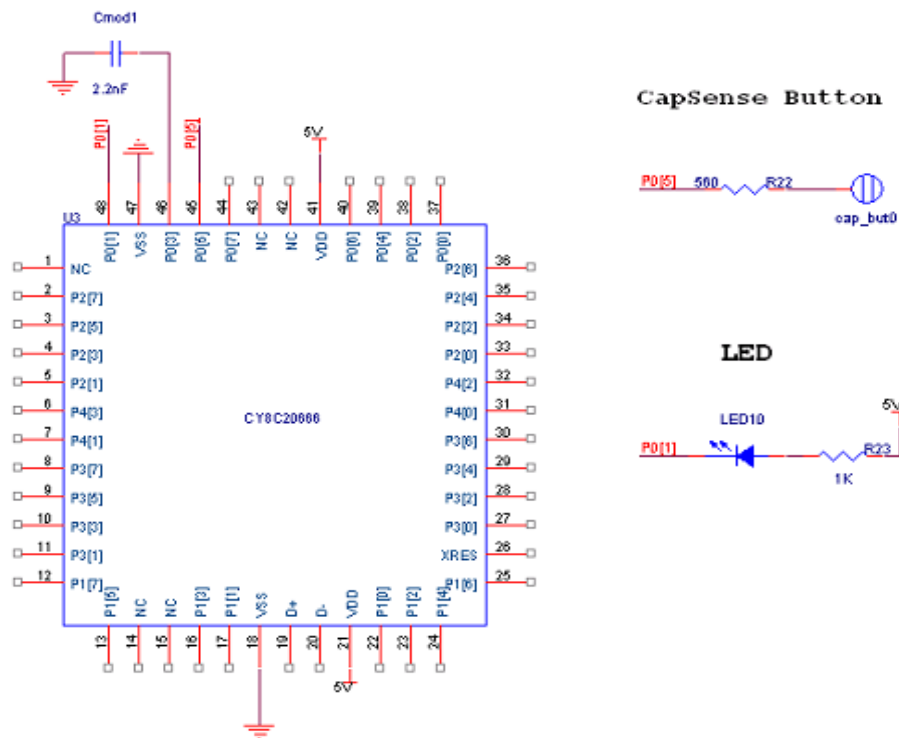 Cmod1
2.2nF
P0[1]
P0[5]
5V
48
47
46
45
44
43
42
41
40
39
38
37
U3
P0[1]
VSS
P0[3]
P0[5]
P0[7]
NC
NC
VDD
P0[6]
P0[4]
P0[2]
P0[0]
1 NC
2 P2[7]
3 P2[5]
4 P2[3]
5 P2[1]
6 P4[3]
7 P4[1]
8 P3[7]
9 P3[5]
10 P3[3]
11 P3[1]
12 P1[7]
CY8C20666
P2[6] 36
P2[4] 35
P2[2] 34
P2[0] 33
P4[2] 32
P4[0] 31
P3[6] 30
P3[4] 29
P3[2] 28
P3[0] 27
XRES 26
P1[6] 25
P1[5]
NC
NC
P1[3]
P1[1]
VSS
D+
D-
VDD
P1[0]
P1[2]
P1[4]
13
14
15
16
17
18
19
20
21
22
23
24
5V
CapSense Button
P0[5] 560 R22
cap_but0
LED
LED10
5V
P0[1]
R23
1K